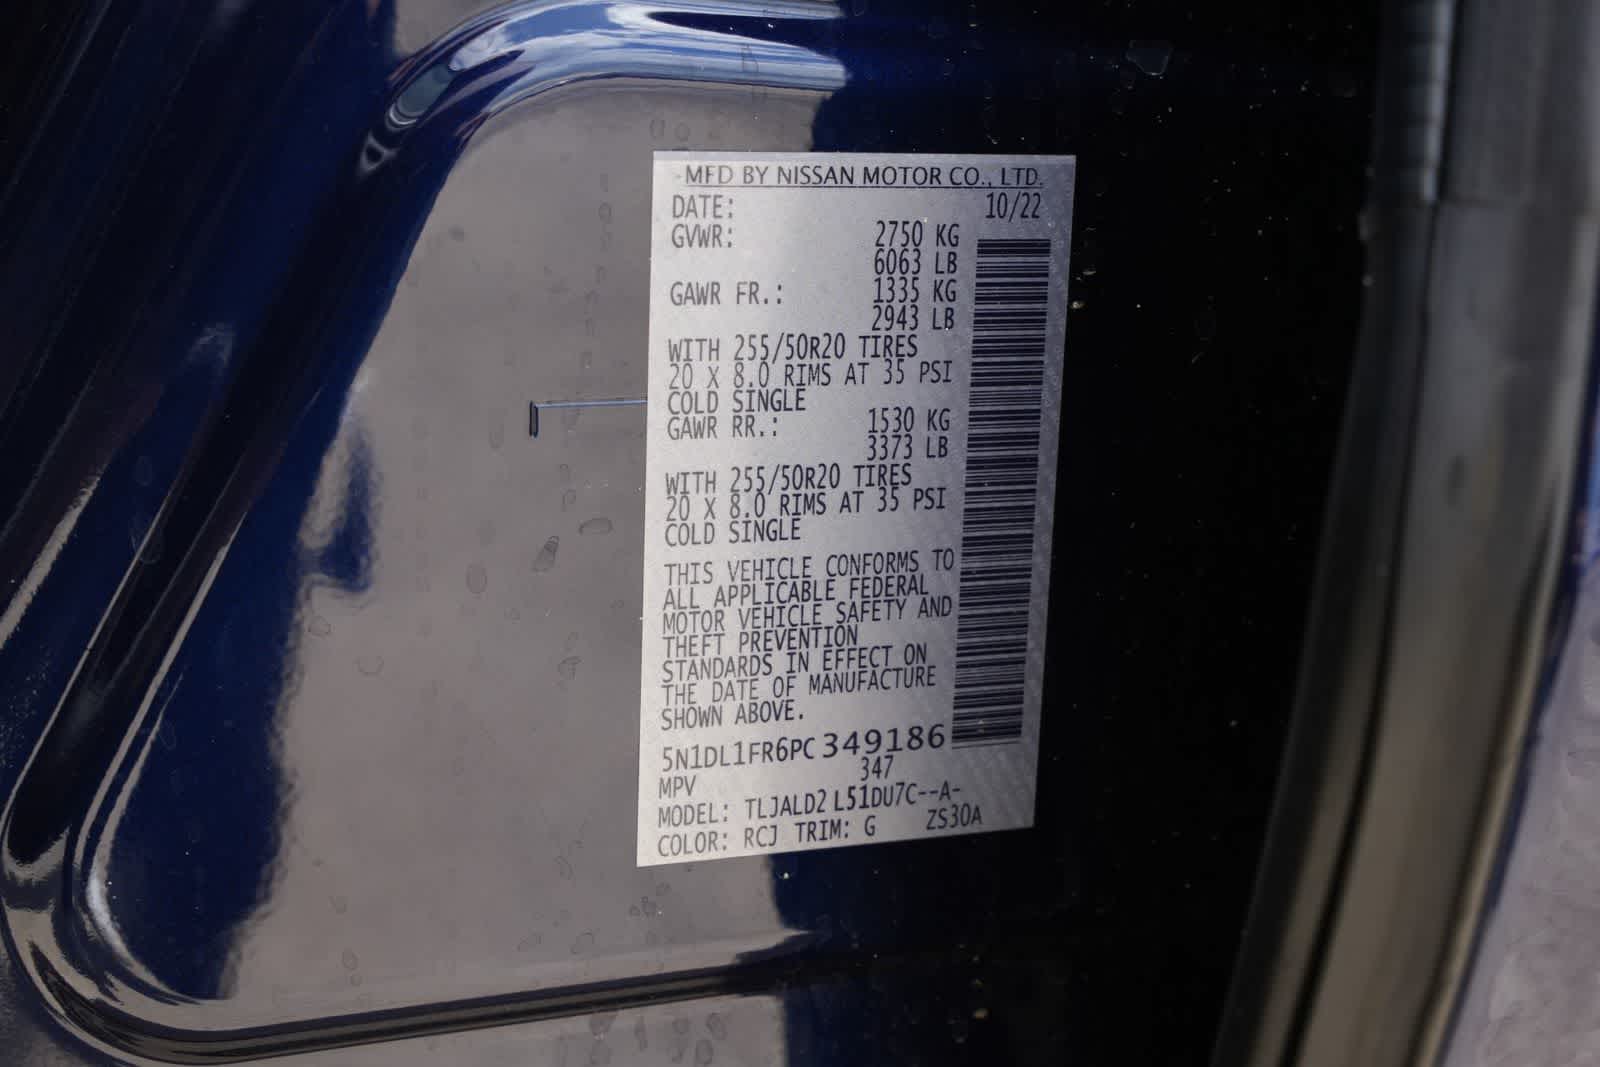 MFD BY NISSAN MOTOR CO., LTD.
DATE: 10/22
GVWR: 2750 KG
6063 LB
GAWR FR.: 1335 KG
2943 LB
WITH 255/50R20 TIRES
20 X 8.0 RIMS AT 35 PSI
COLD SINGLE
GAWR RR.: 1530 KG
3373 LB
WITH 255/50R20 TIRES
20 X 8.0 RIMS AT 35 PSI
COLD SINGLE
THIS VEHICLE CONFORMS TO
ALL APPLICABLE FEDERAL
MOTOR VEHICLE SAFETY AND
THEFT PREVENTION
STANDARDS IN EFFECT ON
THE DATE OF MANUFACTURE
SHOWN ABOVE.
5N1DL1FR6PC349186
MPV 347
MODEL: TLJALD2 L51DU7C--A-
COLOR: RCJ TRIM: G ZS30A